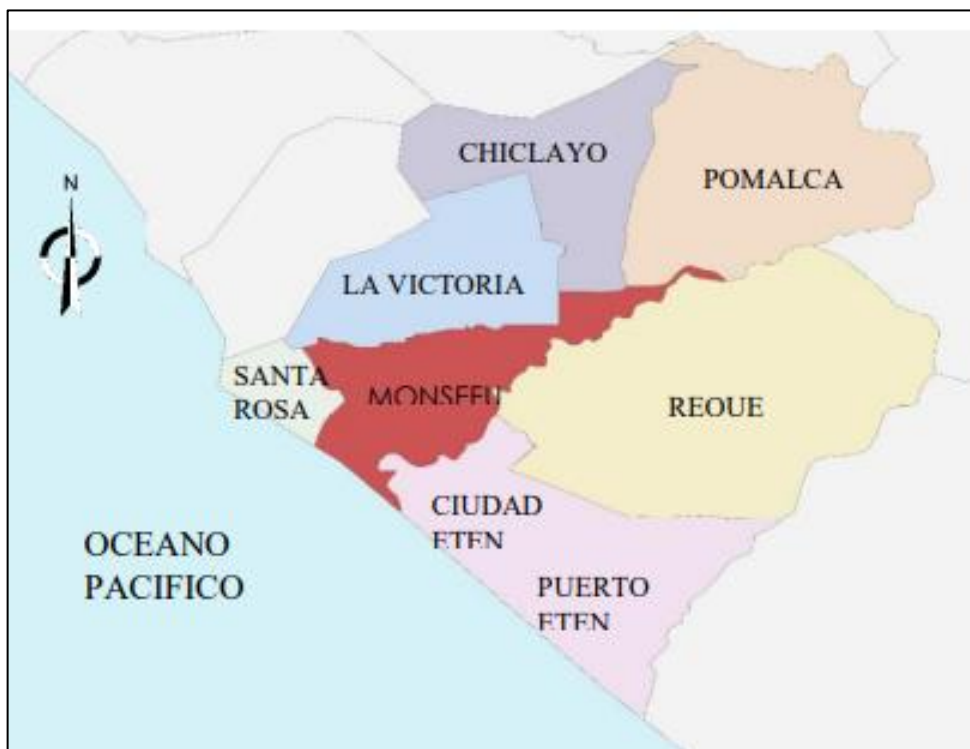 CHICLAYO
POMALCA
N
LA VICTORIA
SANTA
ROSA
MONSEFU
REQUE
CIUDAD
ETEN
OCEANO
PACIFICO
PUERTO
ETEN